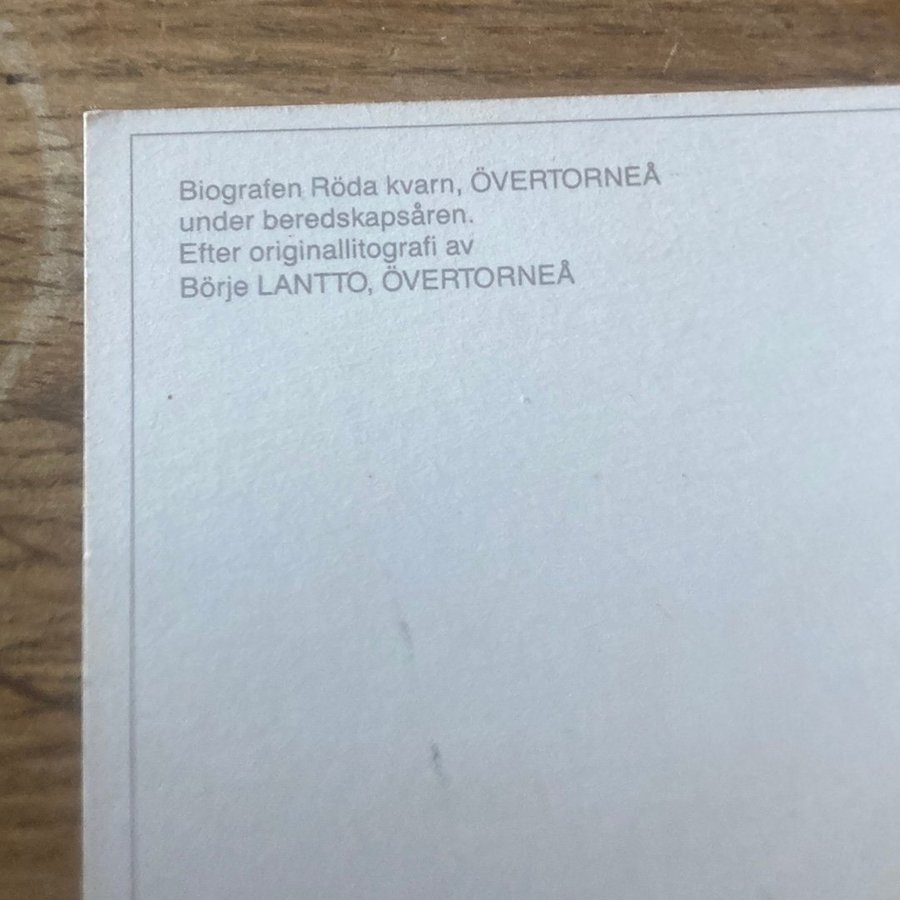 Biografen Röda kvarn, ÖVERTORNEÅ
under beredskapsåren.
Efter originallitografi av
Börje LANTTO, ÖVERTORNEÅ